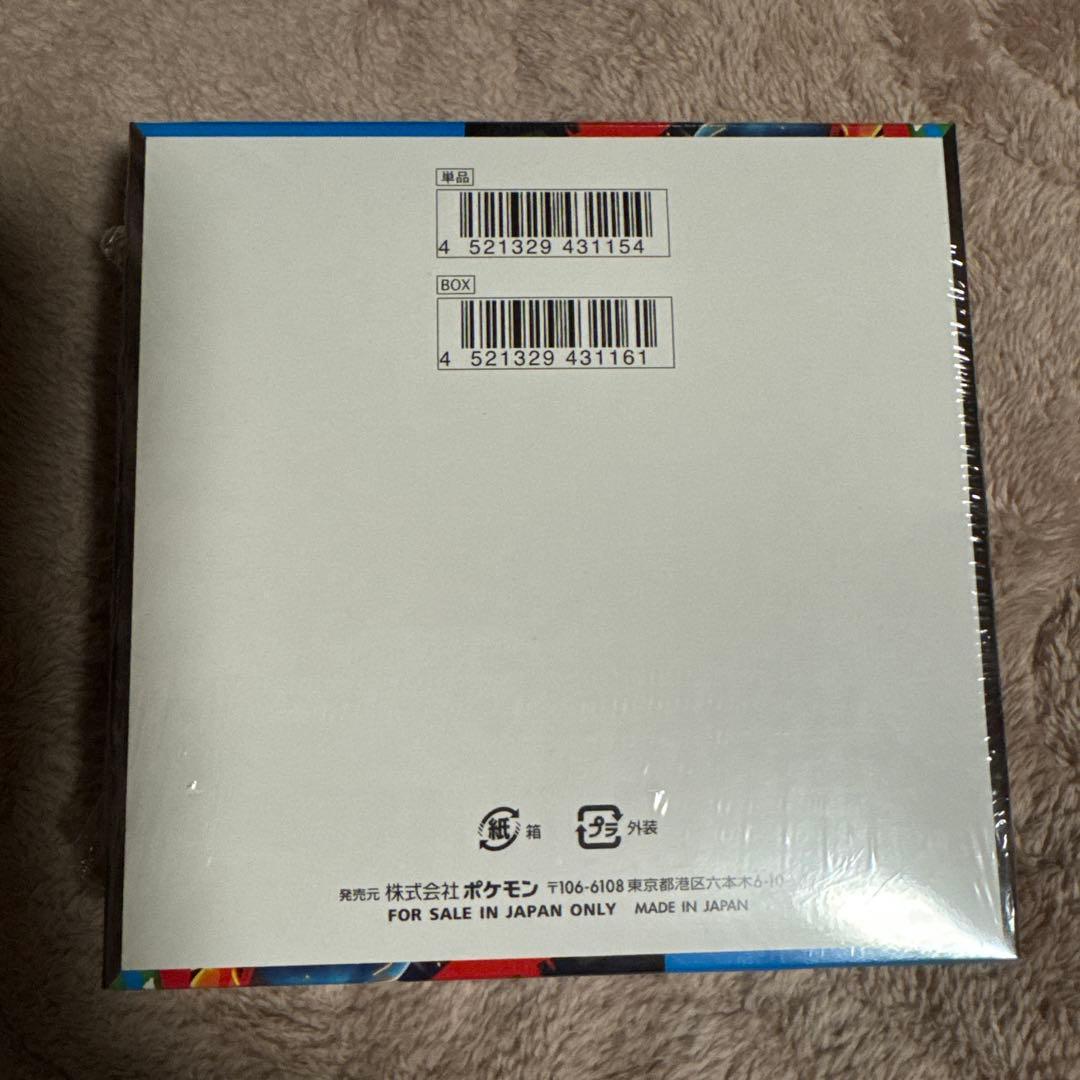 単品
4 521329 431154
BOX
4 521329 431161
紙 箱 プラ 外装
発売元 株式会社 ポケモン 〒106-6108 東京都港区六本木6-10
FOR SALE IN JAPAN ONLY MADE IN JAPAN